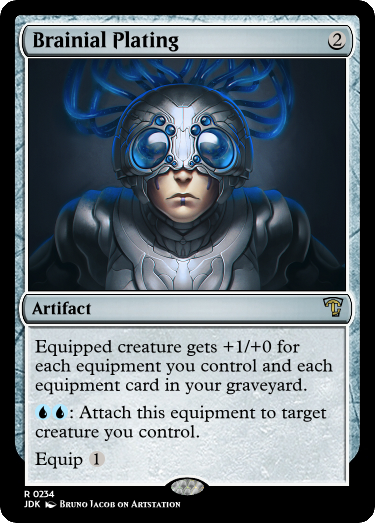 Brainial Plating 2
Artifact
Equipped creature gets +1/+0 for
each equipment you control and each
equipment card in your graveyard.
: Attach this equipment to target
creature you control.
Equip 1
R 0234
JDK Bruno Jacob on Artstation